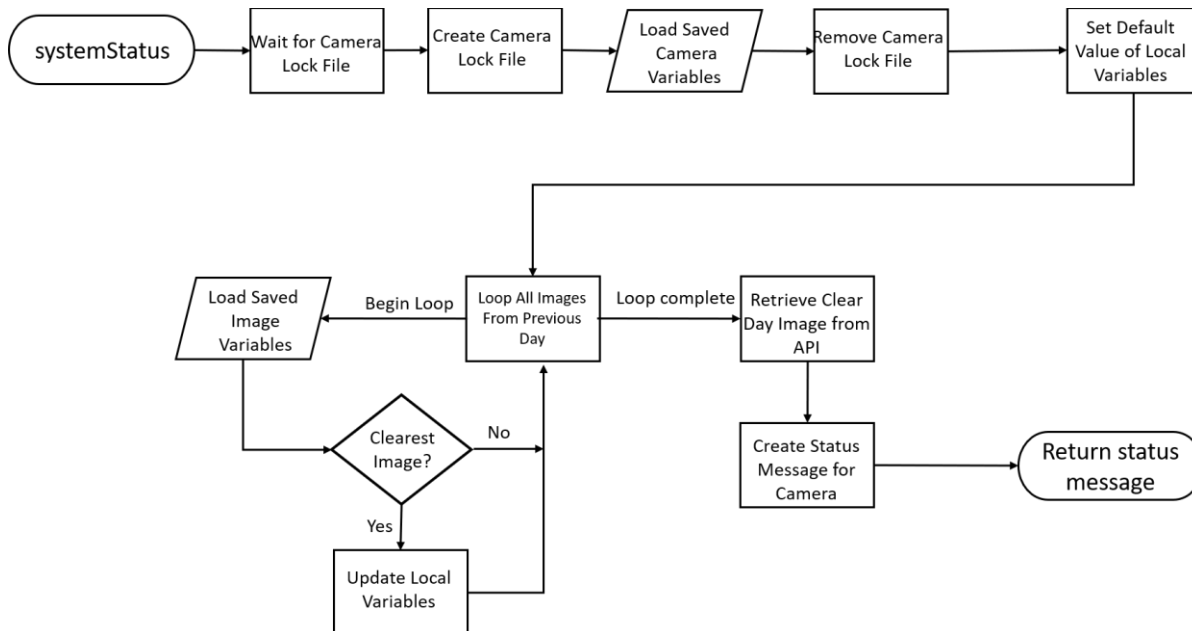 systemStatus
Wait for Camera
Lock File
Create Camera
Lock File
Load Saved
Camera
Variables
Remove Camera
Lock File
Set Default
Value of Local
Variables
Load Saved
Image
Variables
Begin Loop
Loop All Images
From Previous
Day
Loop complete
Retrieve Clear
Day Image from
API
Clearest
Image?
No
Yes
Update Local
Variables
Create Status
Message for
Camera
Return status
message